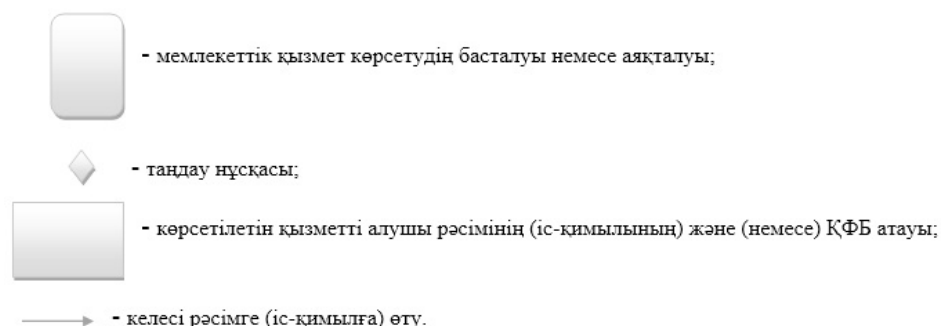 - мемлекеттік қызмет көрсетудің басталуы немесе аяқталуы;
- таңдау нұсқасы;
- көрсетілетін қызметті алушы рәсімінің (іс-қимылының) және (немесе) ҚФБ атауы;
- келесі рәсімге (іс-қимылға) өту.